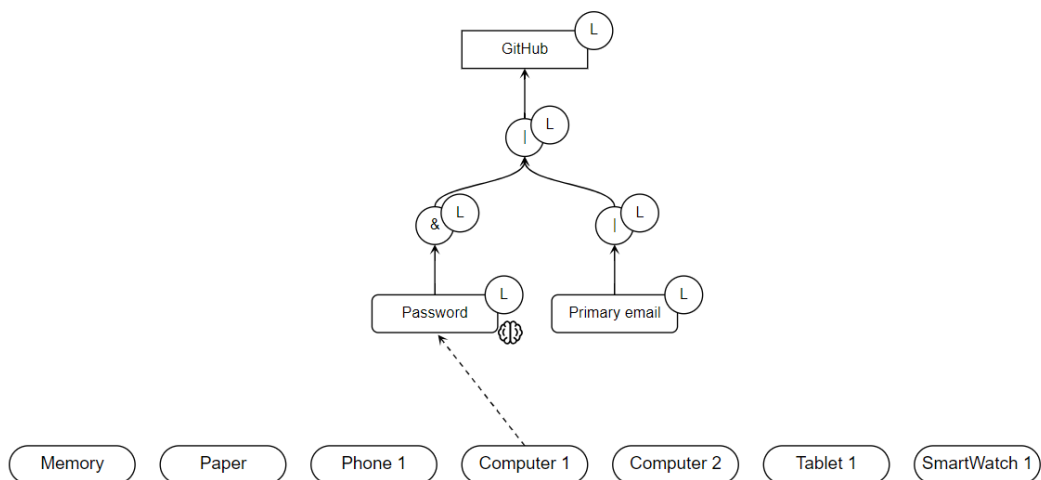 L
GitHub
L
|
L
&
L
|
L
Password
L
Primary email
Memory
Paper
Phone 1
Computer 1
Computer 2
Tablet 1
SmartWatch 1